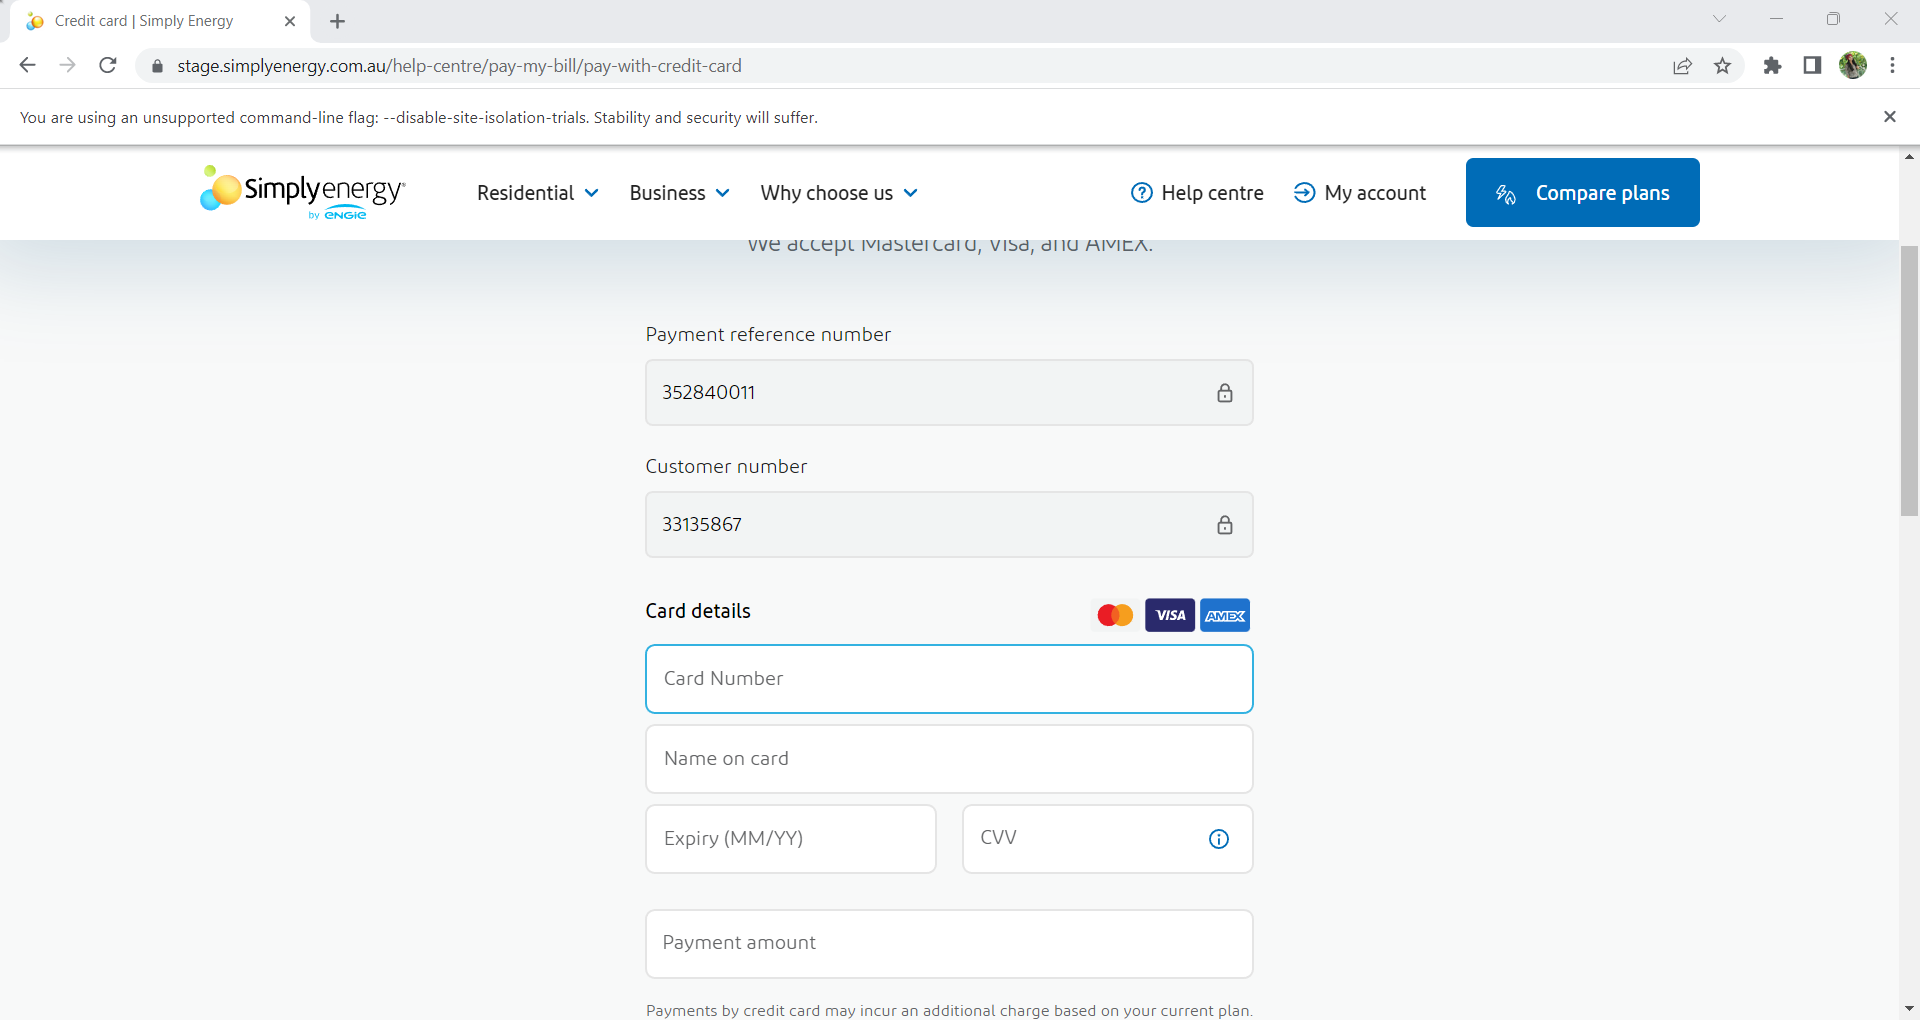 Credit card | Simply Energy
stage.simplyenergy.com.au/help-centre/pay-my-bill/pay-with-credit-card
You are using an unsupported command-line flag: --disable-site-isolation-trials. Stability and security will suffer.
Simplyenergy
by ENGIE
Residential
Business
Why choose us
Help centre
My account
Compare plans
We accept Mastercard, Visa, and AMEX.
Payment reference number
352840011
Customer number
33135867
Card details
VISA
AMEX
Card Number
Name on card
Expiry (MM/YY)
CVV
Payment amount
Payments by credit card may incur an additional charge based on your current plan.